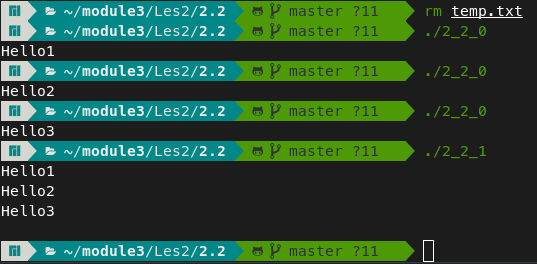 ~/module3/Les2/2.2 master ?11 rm temp.txt
~/module3/Les2/2.2 master ?11 ./2_2_0
Hello1
~/module3/Les2/2.2 master ?11 ./2_2_0
Hello2
~/module3/Les2/2.2 master ?11 ./2_2_0
Hello3
~/module3/Les2/2.2 master ?11 ./2_2_1
Hello1
Hello2
Hello3
~/module3/Les2/2.2 master ?11